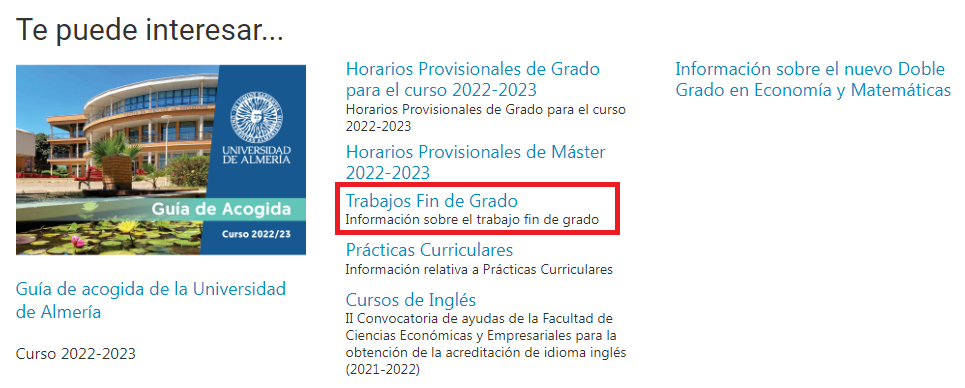 Te puede interesar...
UNIVERSIDAD
DE ALMERÍA
Guía de Acogida
Curso 2022/23
Guía de acogida de la Universidad
de Almería
Curso 2022-2023
Horarios Provisionales de Grado
para el curso 2022-2023
Horarios Provisionales de Grado para el curso
2022-2023
Horarios Provisionales de Máster
2022-2023
Trabajos Fin de Grado
Información sobre el trabajo fin de grado
Prácticas Curriculares
Información relativa a Prácticas Curriculares
Cursos de Inglés
II Convocatoria de ayudas de la Facultad de
Ciencias Económicas y Empresariales para la
obtención de la acreditación de idioma inglés
(2021-2022)
Información sobre el nuevo Doble
Grado en Economía y Matemáticas